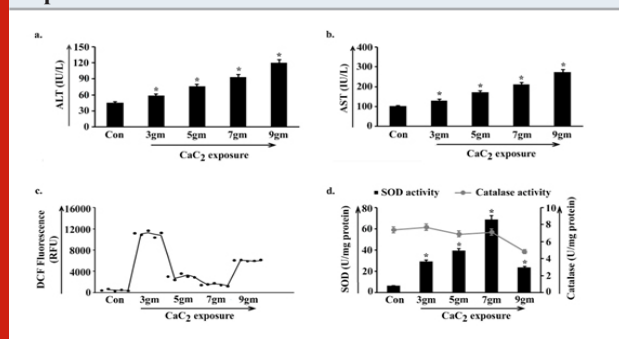 a.
ALT (IU/L)
150
120
90
60
30
0
* * * *
Con 3gm 5gm 7gm 9gm
CaC₂ exposure
b.
AST (IU/L)
400
300
200
100
0
* * * *
Con 3gm 5gm 7gm 9gm
CaC₂ exposure
c.
DCF Fluorescence
(RFU)
16000
12000
8000
4000
0
Con 3gm 5gm 7gm 9gm
CaC₂ exposure
d.
SOD activity Catalase activity
SOD (U/mg protein)
80
60
40
20
0
* * * *
10
8
6
4
2
0
Catalase (U/mg protein)
Con 3gm 5gm 7gm 9gm
CaC₂ exposure